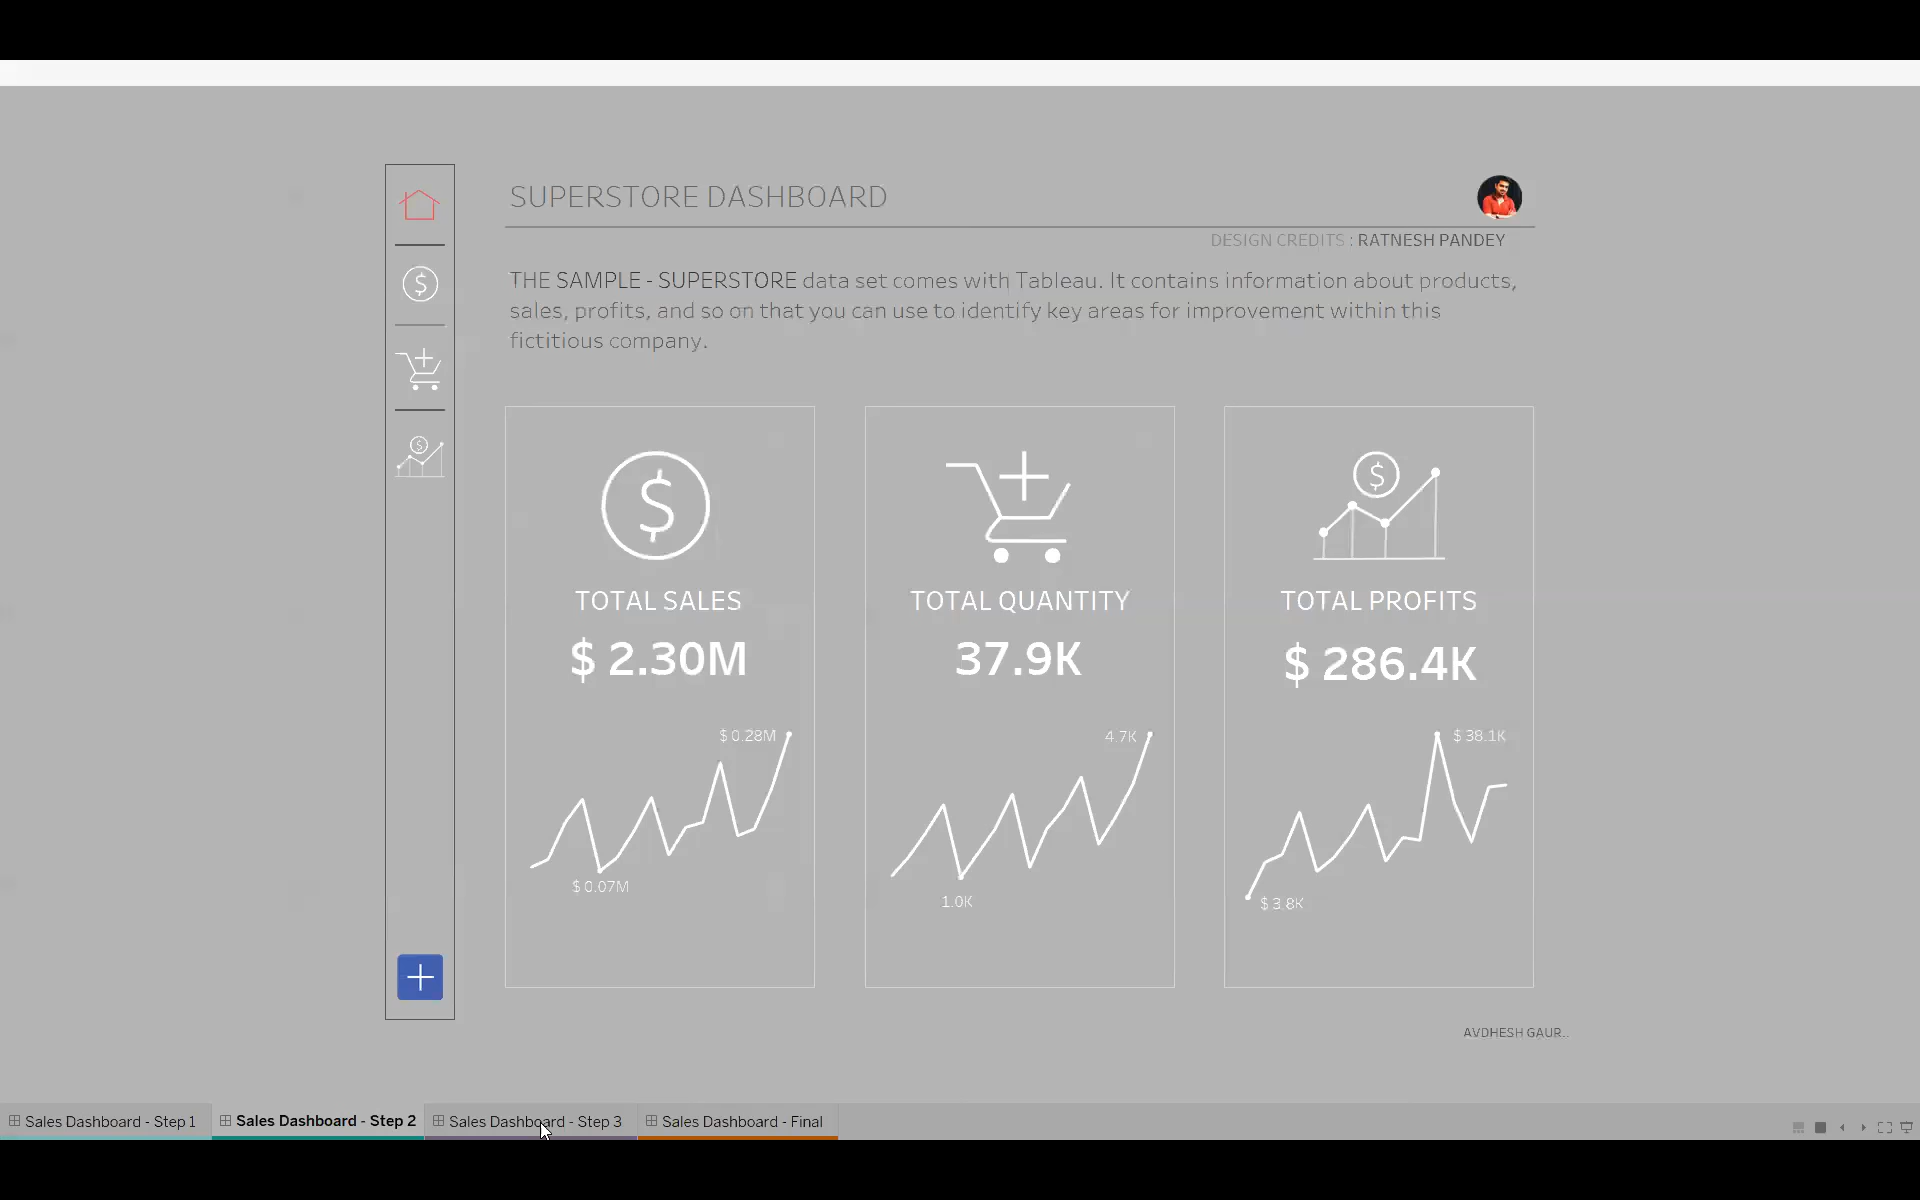 SUPERSTORE DASHBOARD
DESIGN CREDITS : RATNESH PANDEY
THE SAMPLE - SUPERSTORE data set comes with Tableau. It contains information about products,
sales, profits, and so on that you can use to identify key areas for improvement within this
fictitious company.
$
$
$
TOTAL SALES
$ 2.30M
$ 0.28M
$ 0.07M
TOTAL QUANTITY
37.9K
4.7K
1.0K
$
TOTAL PROFITS
$ 286.4K
$ 38.1K
$ 3.8K
AVDHESH GAUR..
Sales Dashboard - Step 1
Sales Dashboard - Step 2
Sales Dashboard - Step 3
Sales Dashboard - Final